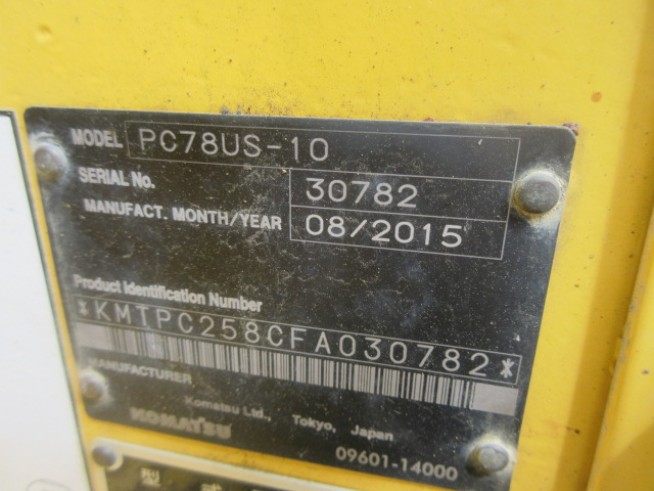 MODEL PC78US-10
SERIAL No. 30782
MANUFACT. MONTH/YEAR 08/2015
Product Identification Number
*KMTPC258CFA030782*
MANUFACTURER
Komatsu Ltd., Tokyo, Japan
KOMATSU
09601-14000